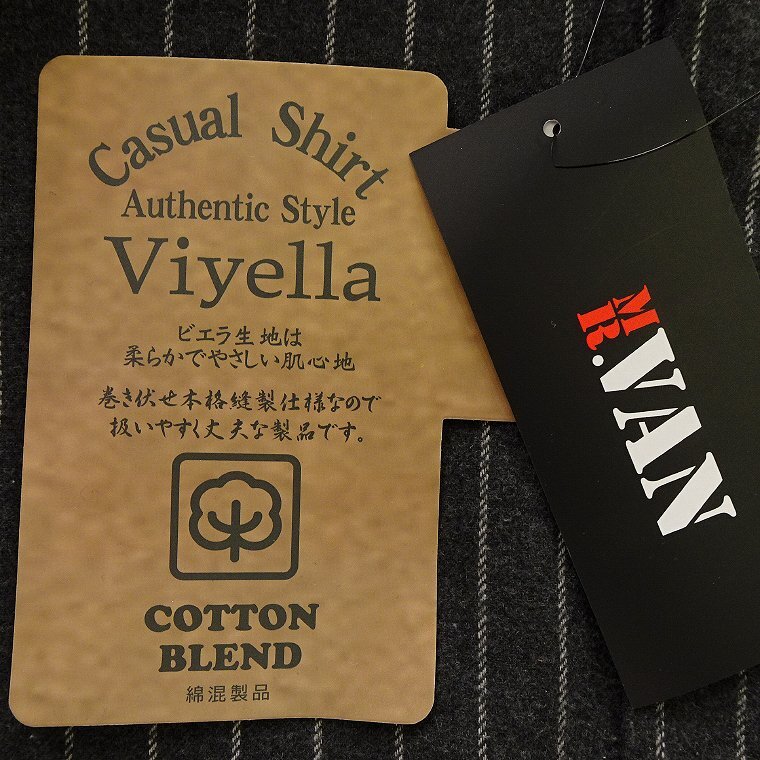 Casual Shirt
Authentic Style
Viyella
ビエラ生地は
柔らかでやさしい肌心地
巻き伏せ本格縫製仕様なので
扱いやすく丈夫な製品です。
COTTON
BLEND
綿混製品
MR.VAN